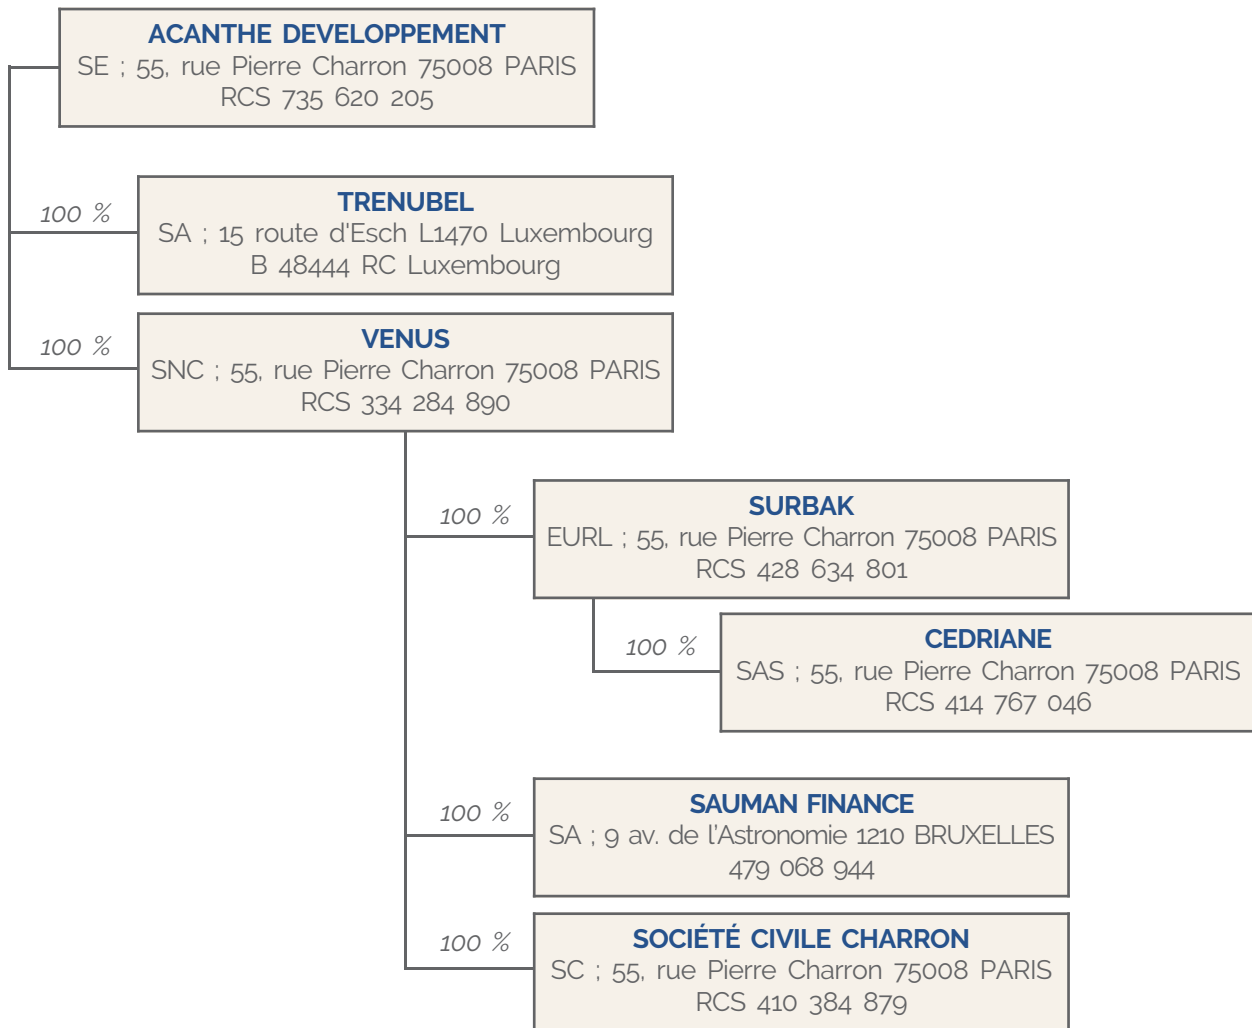 ACANTHE DEVELOPPEMENT
SE ; 55, rue Pierre Charron 75008 PARIS
RCS 735 620 205
100 %
TRENUBEL
SA ; 15 route d'Esch L1470 Luxembourg
B 48444 RC Luxembourg
100 %
VENUS
SNC ; 55, rue Pierre Charron 75008 PARIS
RCS 334 284 890
100 %
SURBAK
EURL ; 55, rue Pierre Charron 75008 PARIS
RCS 428 634 801
100 %
CEDRIANE
SAS ; 55, rue Pierre Charron 75008 PARIS
RCS 414 767 046
100 %
SAUMAN FINANCE
SA ; 9 av. de l'Astronomie 1210 BRUXELLES
479 068 944
100 %
SOCIÉTÉ CIVILE CHARRON
SC ; 55, rue Pierre Charron 75008 PARIS
RCS 410 384 879